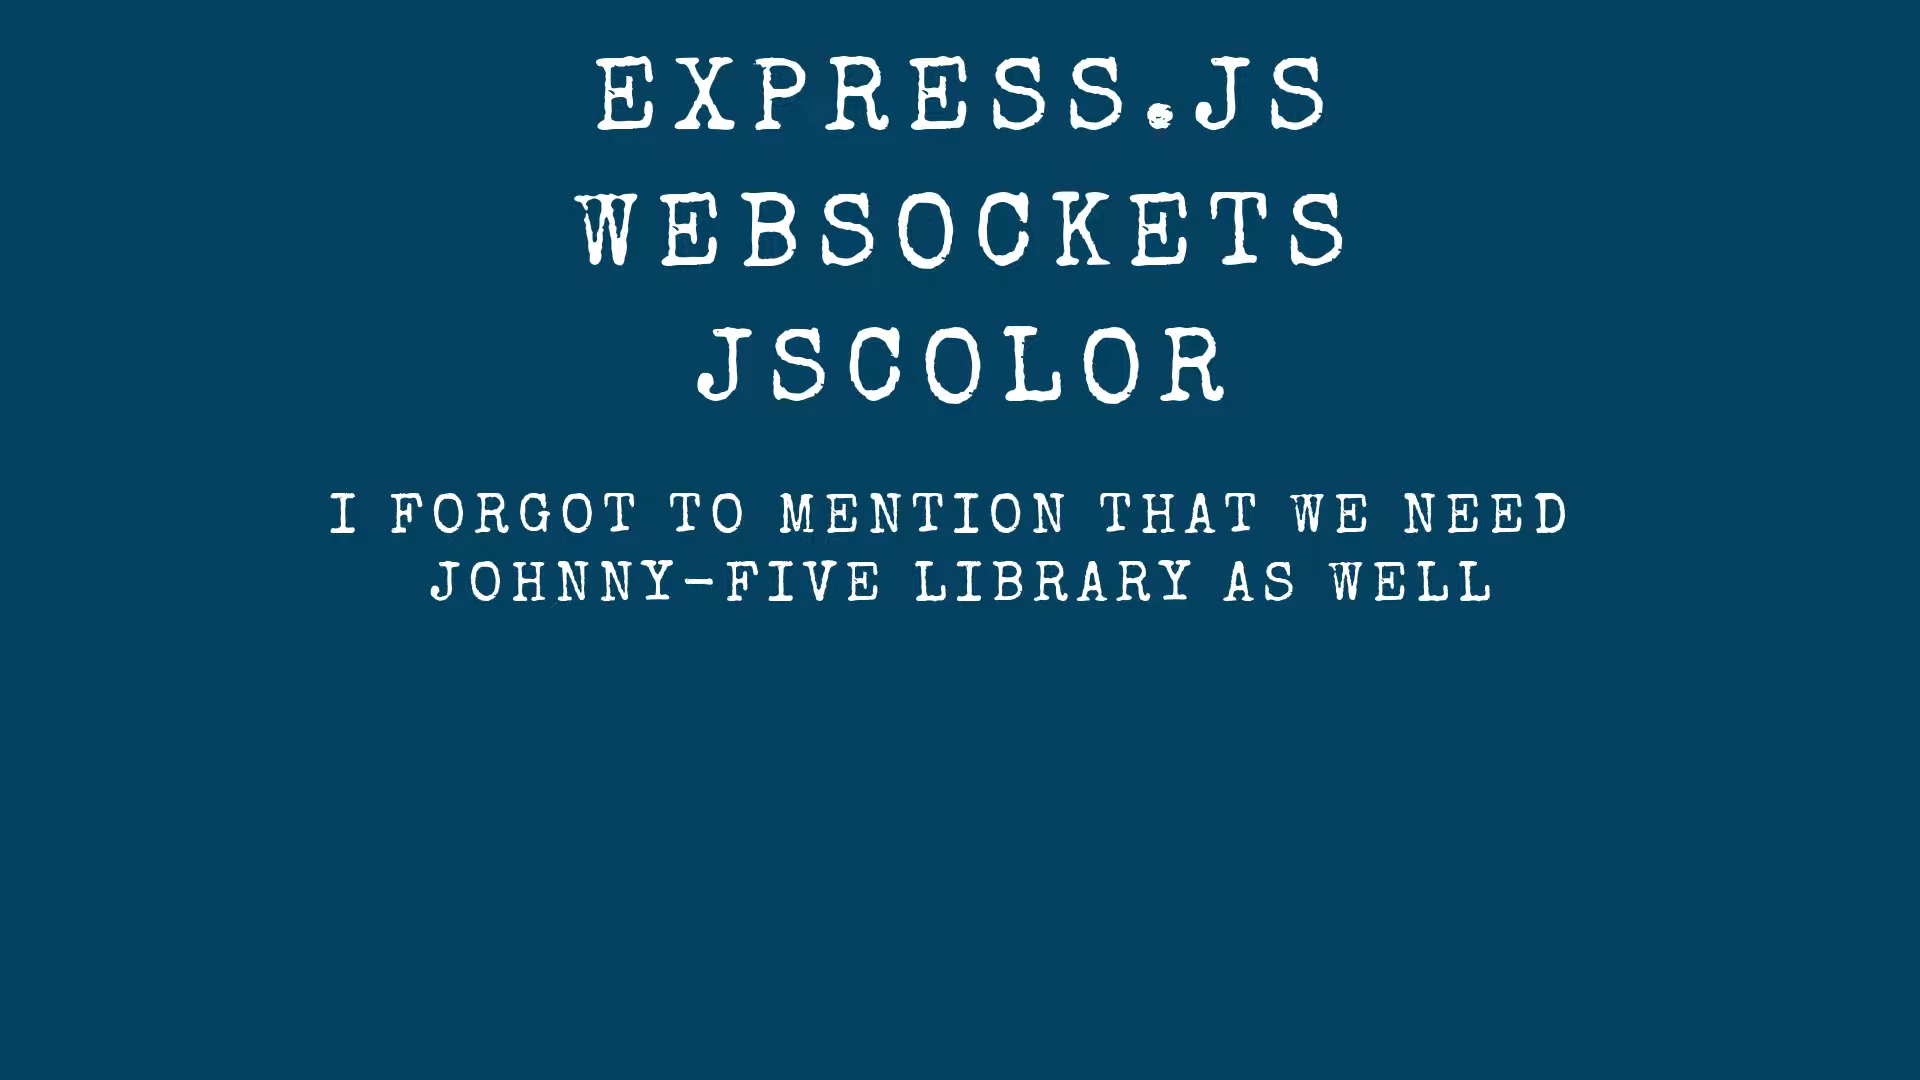 EXPRESS.JS
WEBSOCKETS
JSCOLOR
I FORGOT TO MENTION THAT WE NEED
JOHNNY-FIVE LIBRARY AS WELL